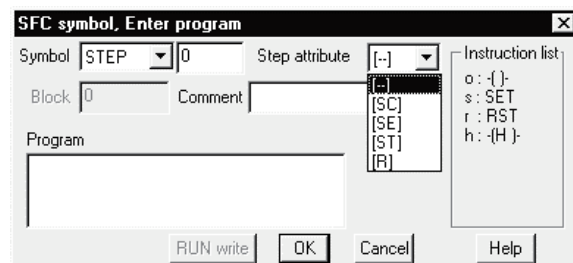 SFC symbol, Enter program
Symbol STEP 0 Step attribute [--] Instruction list
Block 0 Comment
[--]
[SC]
[SE]
[ST]
[R]
o : -( )-
s : SET
r : RST
h : -(H )-
Program
RUN write OK Cancel Help